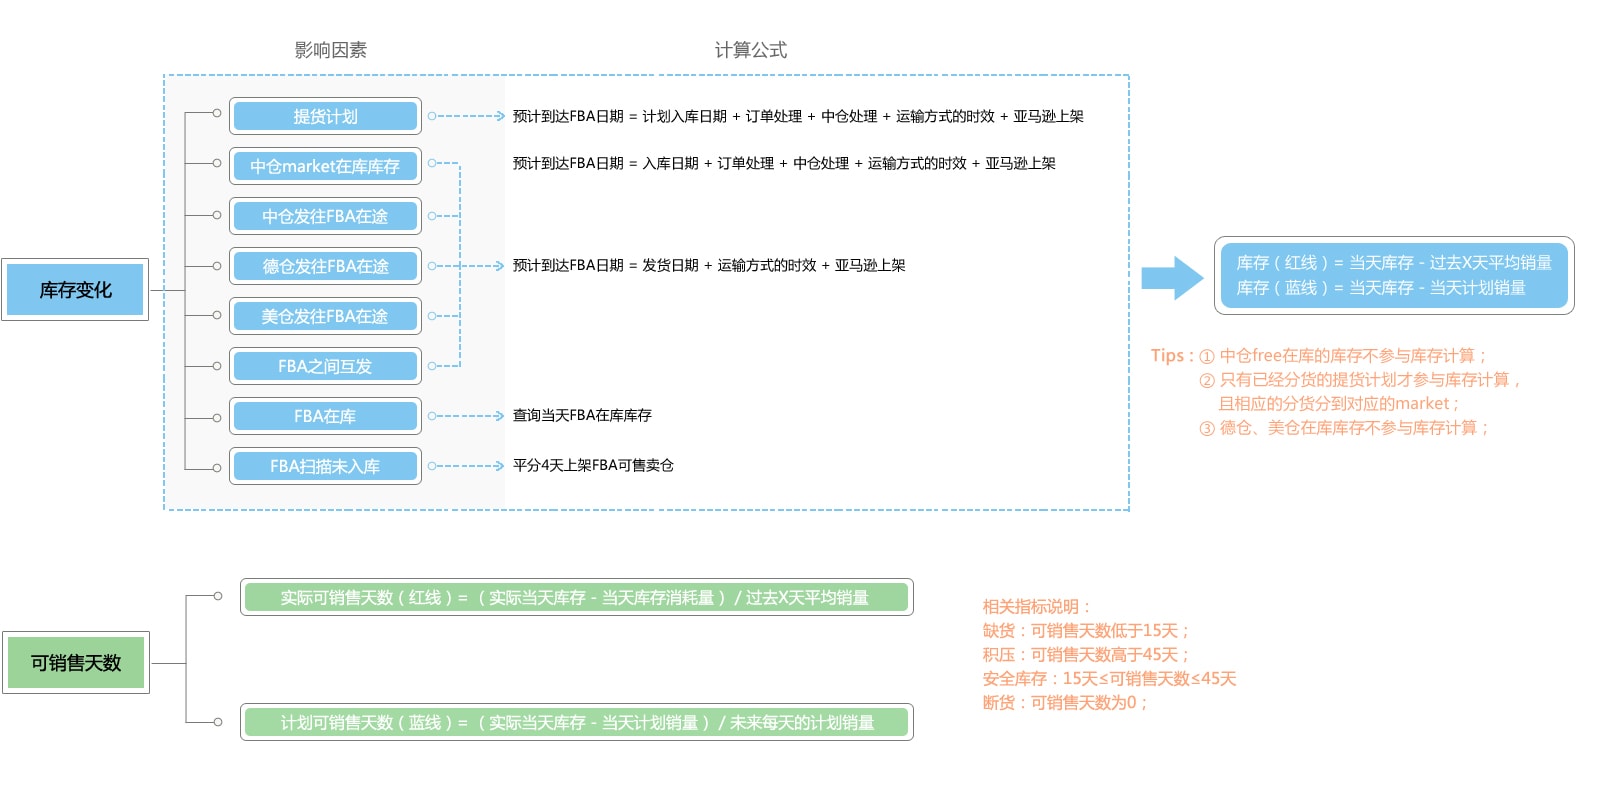 影响因素
计算公式
提货计划
预计到达FBA日期 = 计划入库日期 + 订单处理 + 中仓处理 + 运输方式的时效 + 亚马逊上架
中仓market在库库存
预计到达FBA日期 = 入库日期 + 订单处理 + 中仓处理 + 运输方式的时效 + 亚马逊上架
中仓发往FBA在途
德仓发往FBA在途
预计到达FBA日期 = 发货日期 + 运输方式的时效 + 亚马逊上架
美仓发往FBA在途
FBA之间互发
FBA在库
查询当天FBA在库库存
FBA扫描未入库
平分4天上架FBA可售卖仓
库存变化
库存（红线）= 当天库存 - 过去X天平均销量
库存（蓝线）= 当天库存 - 当天计划销量
Tips：① 中仓free在库的库存不参与库存计算；
② 只有已经分货的提货计划才参与库存计算，
且相应的分货分到对应的market；
③ 德仓、美仓在库库存不参与库存计算；
可销售天数
实际可销售天数（红线）= （实际当天库存 - 当天库存消耗量）/ 过去X天平均销量
计划可销售天数（蓝线）= （实际当天库存 - 当天计划销量）/ 未来每天的计划销量
相关指标说明：
缺货：可销售天数低于15天；
积压：可销售天数高于45天；
安全库存：15天≤可销售天数≤45天
断货：可销售天数为0；